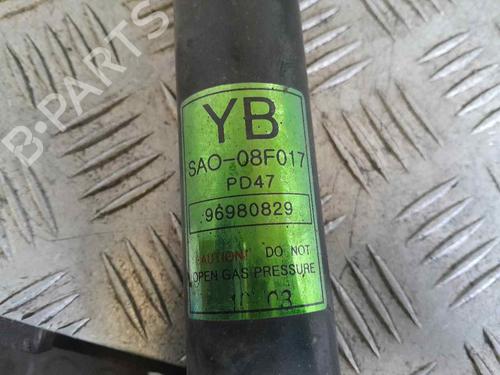 B-PARTS
YB
SAO-08F017
PD47
96980829
CAUTION! DO NOT
OPEN GAS PRESSURE